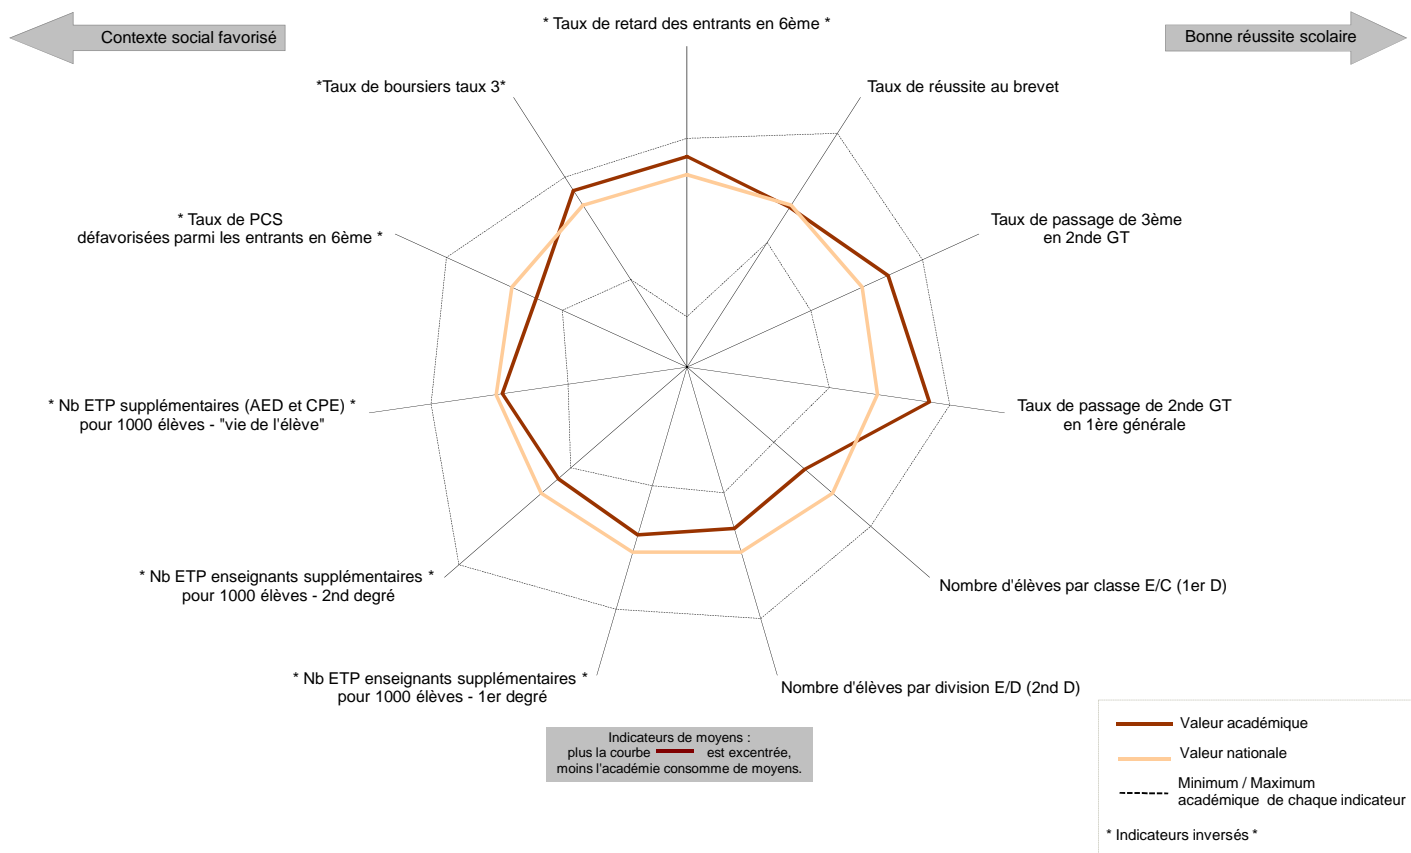 * Taux de retard des entrants en 6ème *
Contexte social favorisé
Bonne réussite scolaire
*Taux de boursiers taux 3*
Taux de réussite au brevet
* Taux de PCS
défavorisées parmi les entrants en 6ème *
Taux de passage de 3ème
en 2nde GT
* Nb ETP supplémentaires (AED et CPE) *
pour 1000 élèves - "vie de l'élève"
Taux de passage de 2nde GT
en 1ère générale
* Nb ETP enseignants supplémentaires *
pour 1000 élèves - 2nd degré
Nombre d'élèves par classe E/C (1er D)
* Nb ETP enseignants supplémentaires *
pour 1000 élèves - 1er degré
Nombre d'élèves par division E/D (2nd D)
Indicateurs de moyens :
plus la courbe est excentrée,
moins l'académie consomme de moyens.
Valeur académique
Valeur nationale
Minimum / Maximum
académique de chaque indicateur
* Indicateurs inversés *